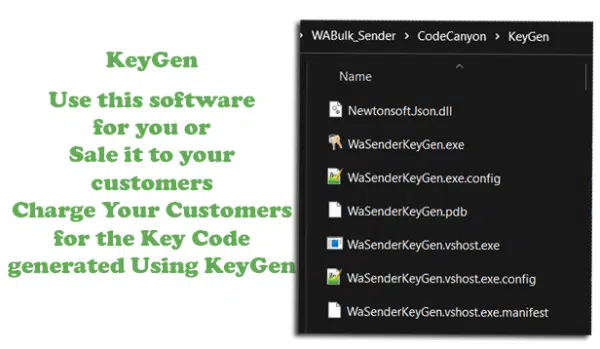 KeyGen
Use this software
for you or
Sale it to your
customers
Charge Your Customers
for the Key Code
generated Using KeyGen
› WABulk_Sender › CodeCanyon › KeyGen
Name
NewtonSoft.Json.dll
WaSenderKeyGen.exe
WaSenderKeyGen.exe.config
WaSenderKeyGen.pdb
WaSenderKeyGen.vshost.exe
WaSenderKeyGen.vshost.exe.config
WaSenderKeyGen.vshost.exe.manifest